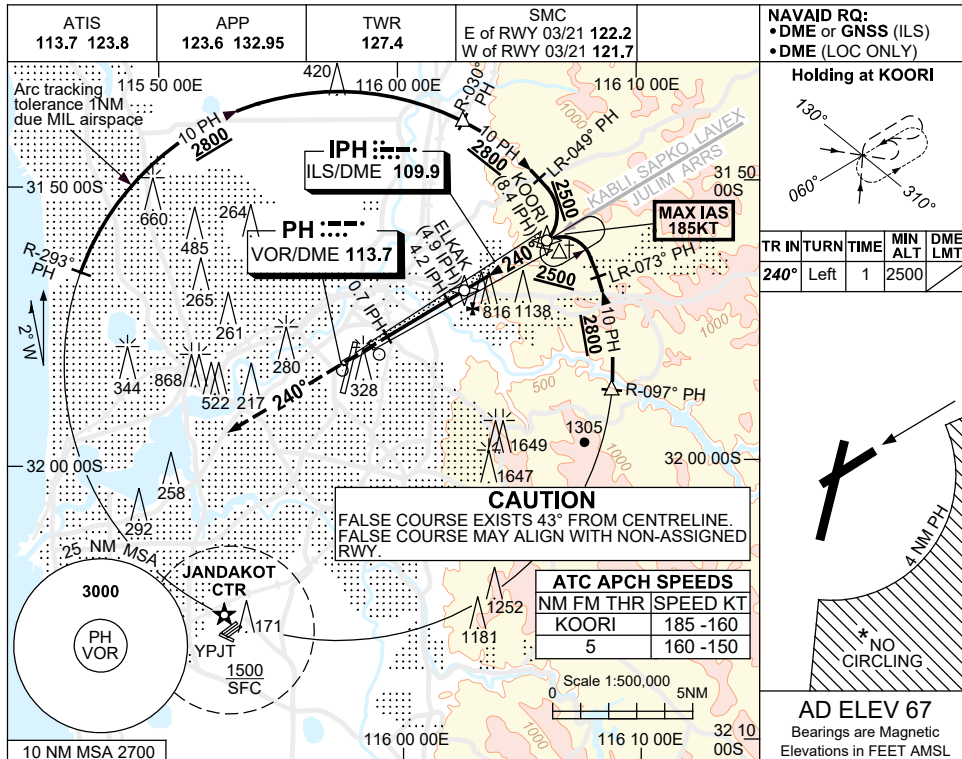 ATIS
113.7 123.8
APP
123.6 132.95
TWR
127.4
SMC
E of RWY 03/21 122.2
W of RWY 03/21 121.7
NAVAID RQ:
• DME or GNSS (ILS)
• DME (LOC ONLY)
115 50 00E
116 00 00E
116 10 00E
420
R-030°
PH
1000
Arc tracking
tolerance 1NM
due MIL airspace
10 PH
2800
10 PH
2800
LR-049° PH
2500
KABLI, SAPKO, LAVEX
JULIM ARRS
IPH
ILS/DME 109.9
KOORI
(8.4 IPH)
31 50 00S
31 50
00S
660
485
264
MAX IAS
185KT
PH
VOR/DME 113.7
ELKAK
(4.9 IPH)
4.2 IPH
240°
2500
LR-073° PH
R-293°
PH
265
0.7 IPH
816
1138
10 PH
2800
1000
261
2° W
344
868
522
217
280
328
500
240°
R-097° PH
1305
1000
1649
1647
32 00 00S
32 00
00S
258
292
CAUTION
FALSE COURSE EXISTS 43° FROM CENTRELINE.
FALSE COURSE MAY ALIGN WITH NON-ASSIGNED
RWY.
25 NM MSA
3000
PH
VOR
JANDAKOT
CTR
171
YPJT
1500
SFC
1252
1181
ATC APCH SPEEDS
NM FM THR SPEED KT
KOORI 185 -160
5 160 -150
Scale 1:500,000
0 5NM
1000
10 NM MSA 2700
116 00 00E
116 10 00E
32 10
00S
Holding at KOORI
130°
060°
310°
TR IN TURN TIME MIN ALT DME LMT
240° Left 1 2500
4 NM PH
*
NO
CIRCLING
AD ELEV 67
Bearings are Magnetic
Elevations in FEET AMSL